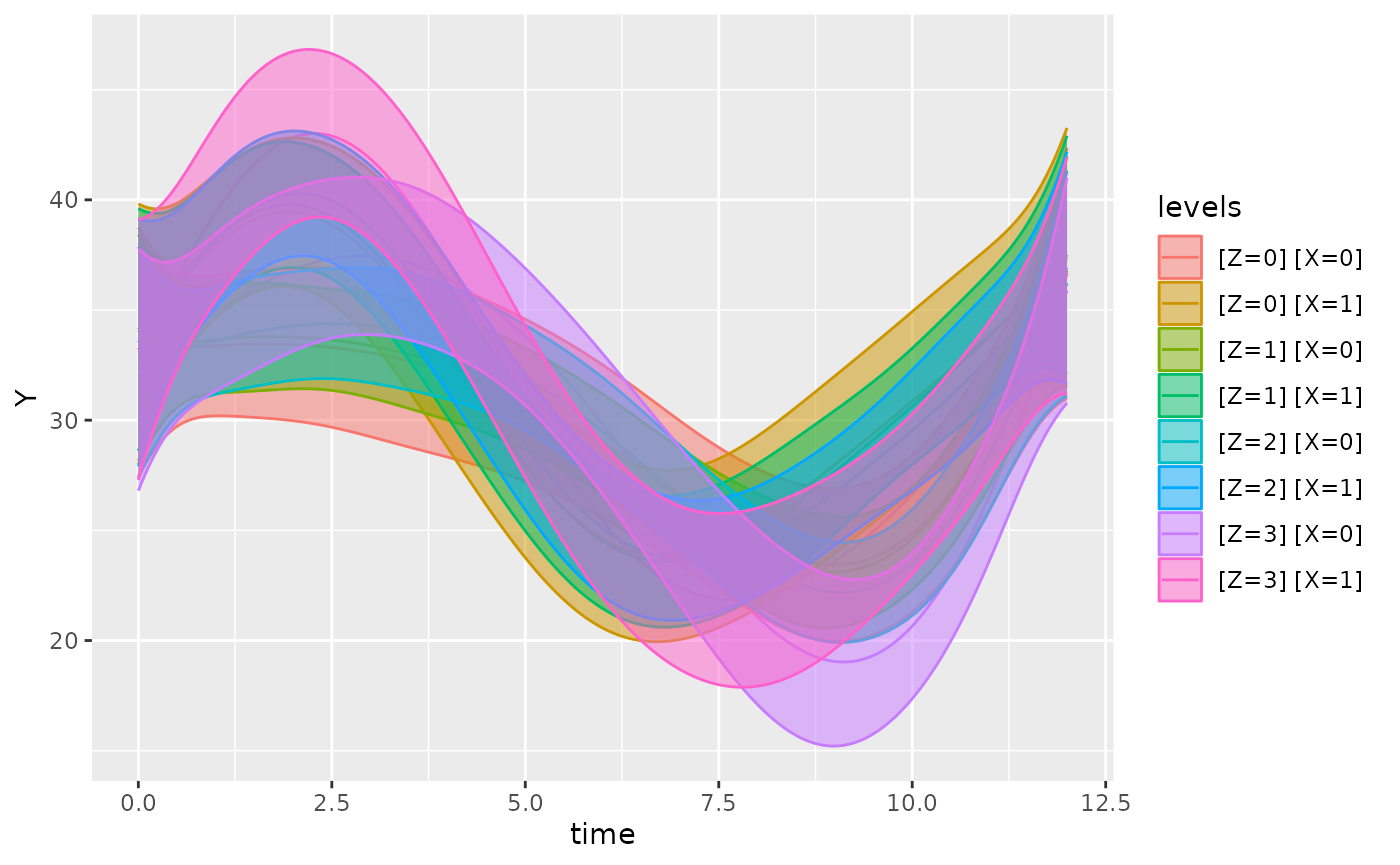 40
30
20
Y
0.0 2.5 5.0 7.5 10.0 12.5
time
levels
[Z=0] [X=0]
[Z=0] [X=1]
[Z=1] [X=0]
[Z=1] [X=1]
[Z=2] [X=0]
[Z=2] [X=1]
[Z=3] [X=0]
[Z=3] [X=1]